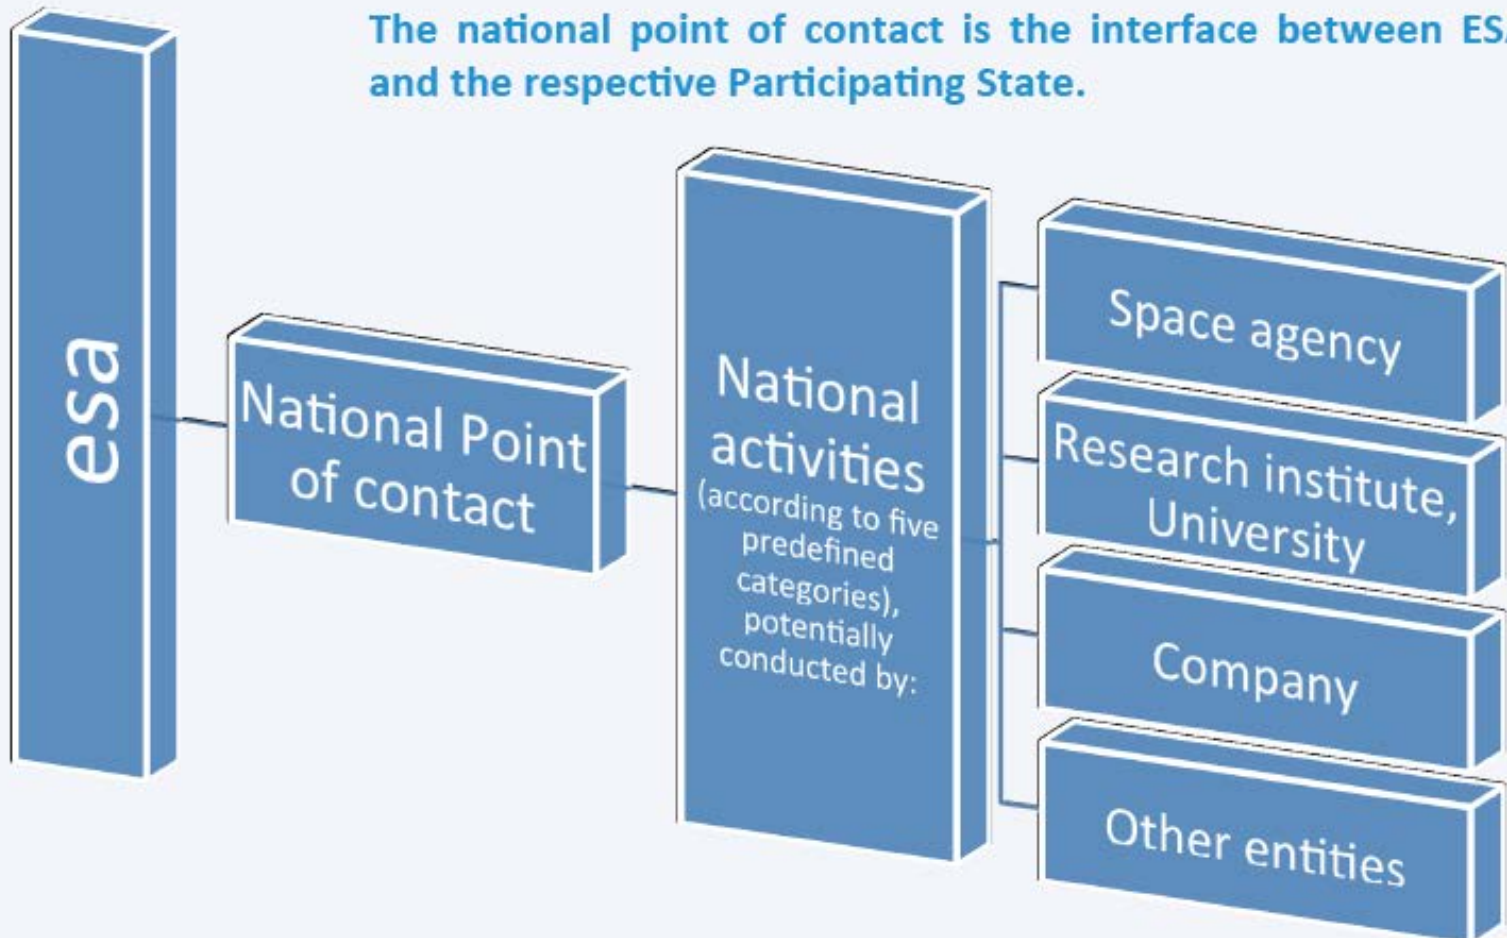 The national point of contact is the interface between ESA
and the respective Participating State.
esa
National Point
of contact
National
activities
(according to five
predefined
categories),
potentially
conducted by:
Space agency
Research institute,
University
Company
Other entities